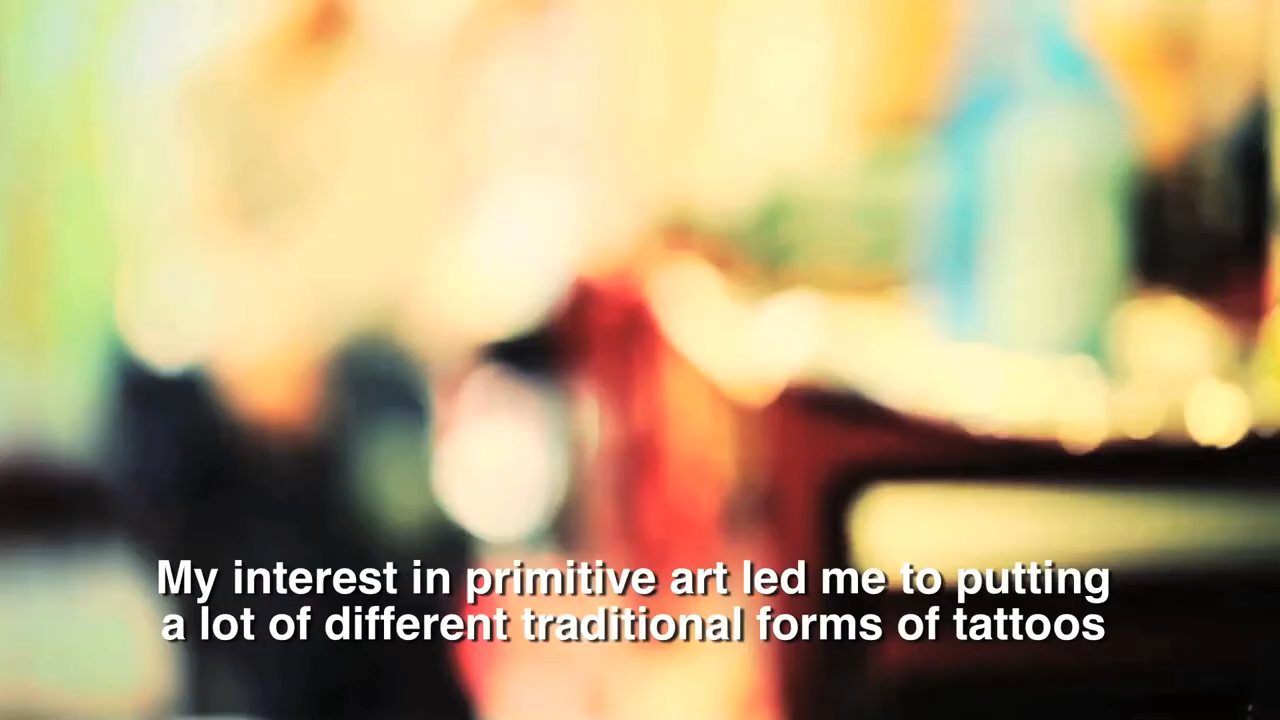 My interest in primitive art led me to putting
a lot of different traditional forms of tattoos